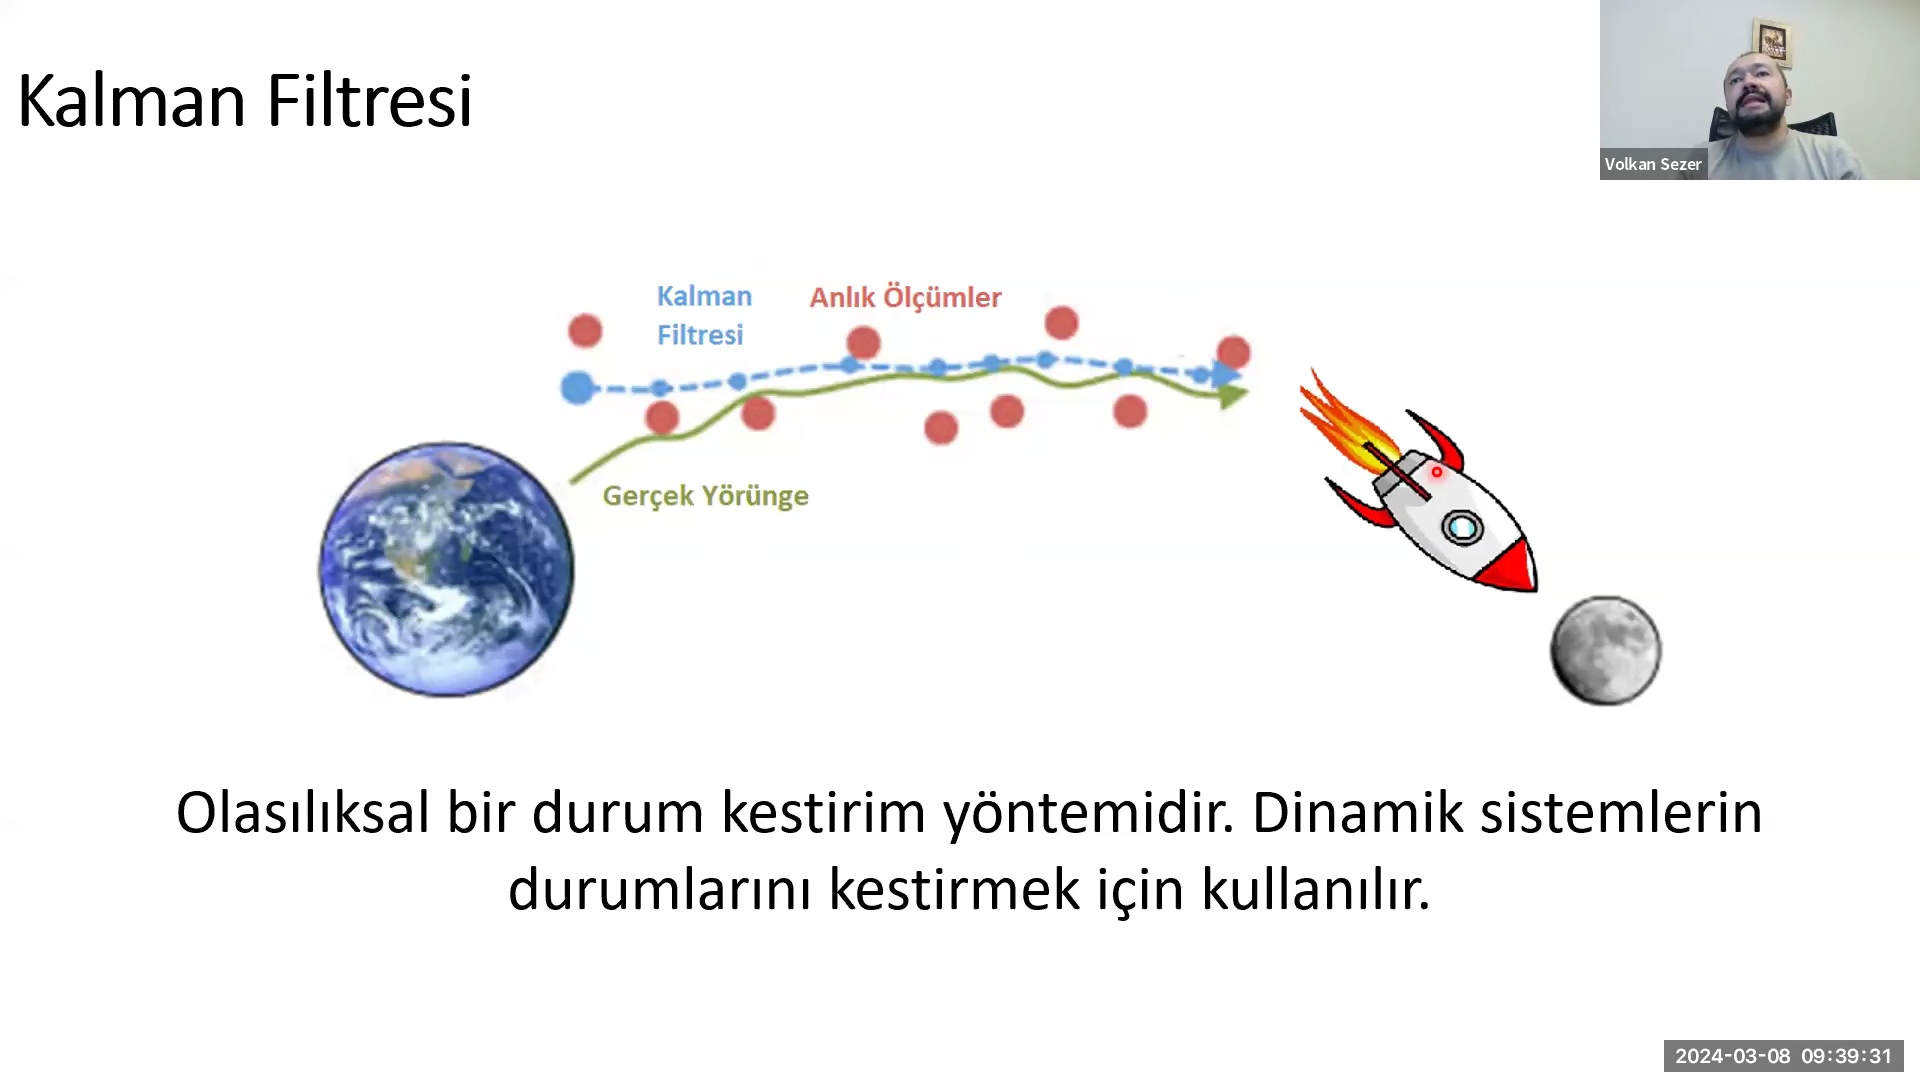 Kalman Filtresi
Volkan Sezer
Kalman
Filtresi
Anlık Ölçümler
Gerçek Yörünge
Olasılıksal bir durum kestirim yöntemidir. Dinamik sistemlerin
durumlarını kestirmek için kullanılır.
2024-03-08 09:39:31